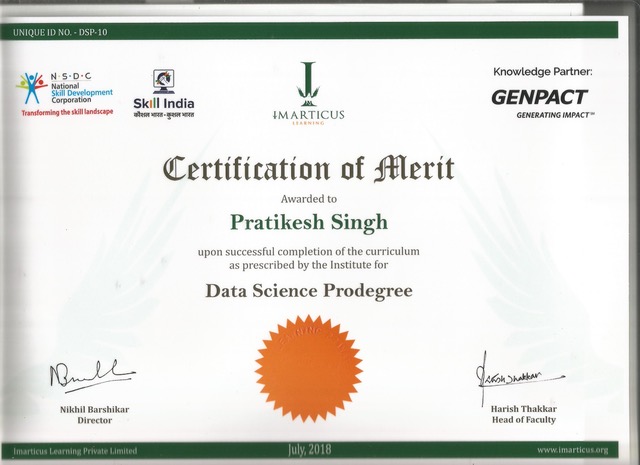 UNIQUE ID NO. - DSP-10
N·S·D·C
National
Skill Development
Corporation
Transforming the skill landscape
Skill India
कौशल भारत - कुशल भारत
IMARTICUS
LEARNING
Knowledge Partner:
GENPACT
GENERATING IMPACT℠
Certification of Merit
Awarded to
Pratikesh Singh
upon successful completion of the curriculum
as prescribed by the Institute for
Data Science Prodegree
Nikhil Barshikar
Director
Harish Thakkar
Harish Thakkar
Head of Faculty
Imarticus Learning Private Limited
July, 2018
www.imarticus.org